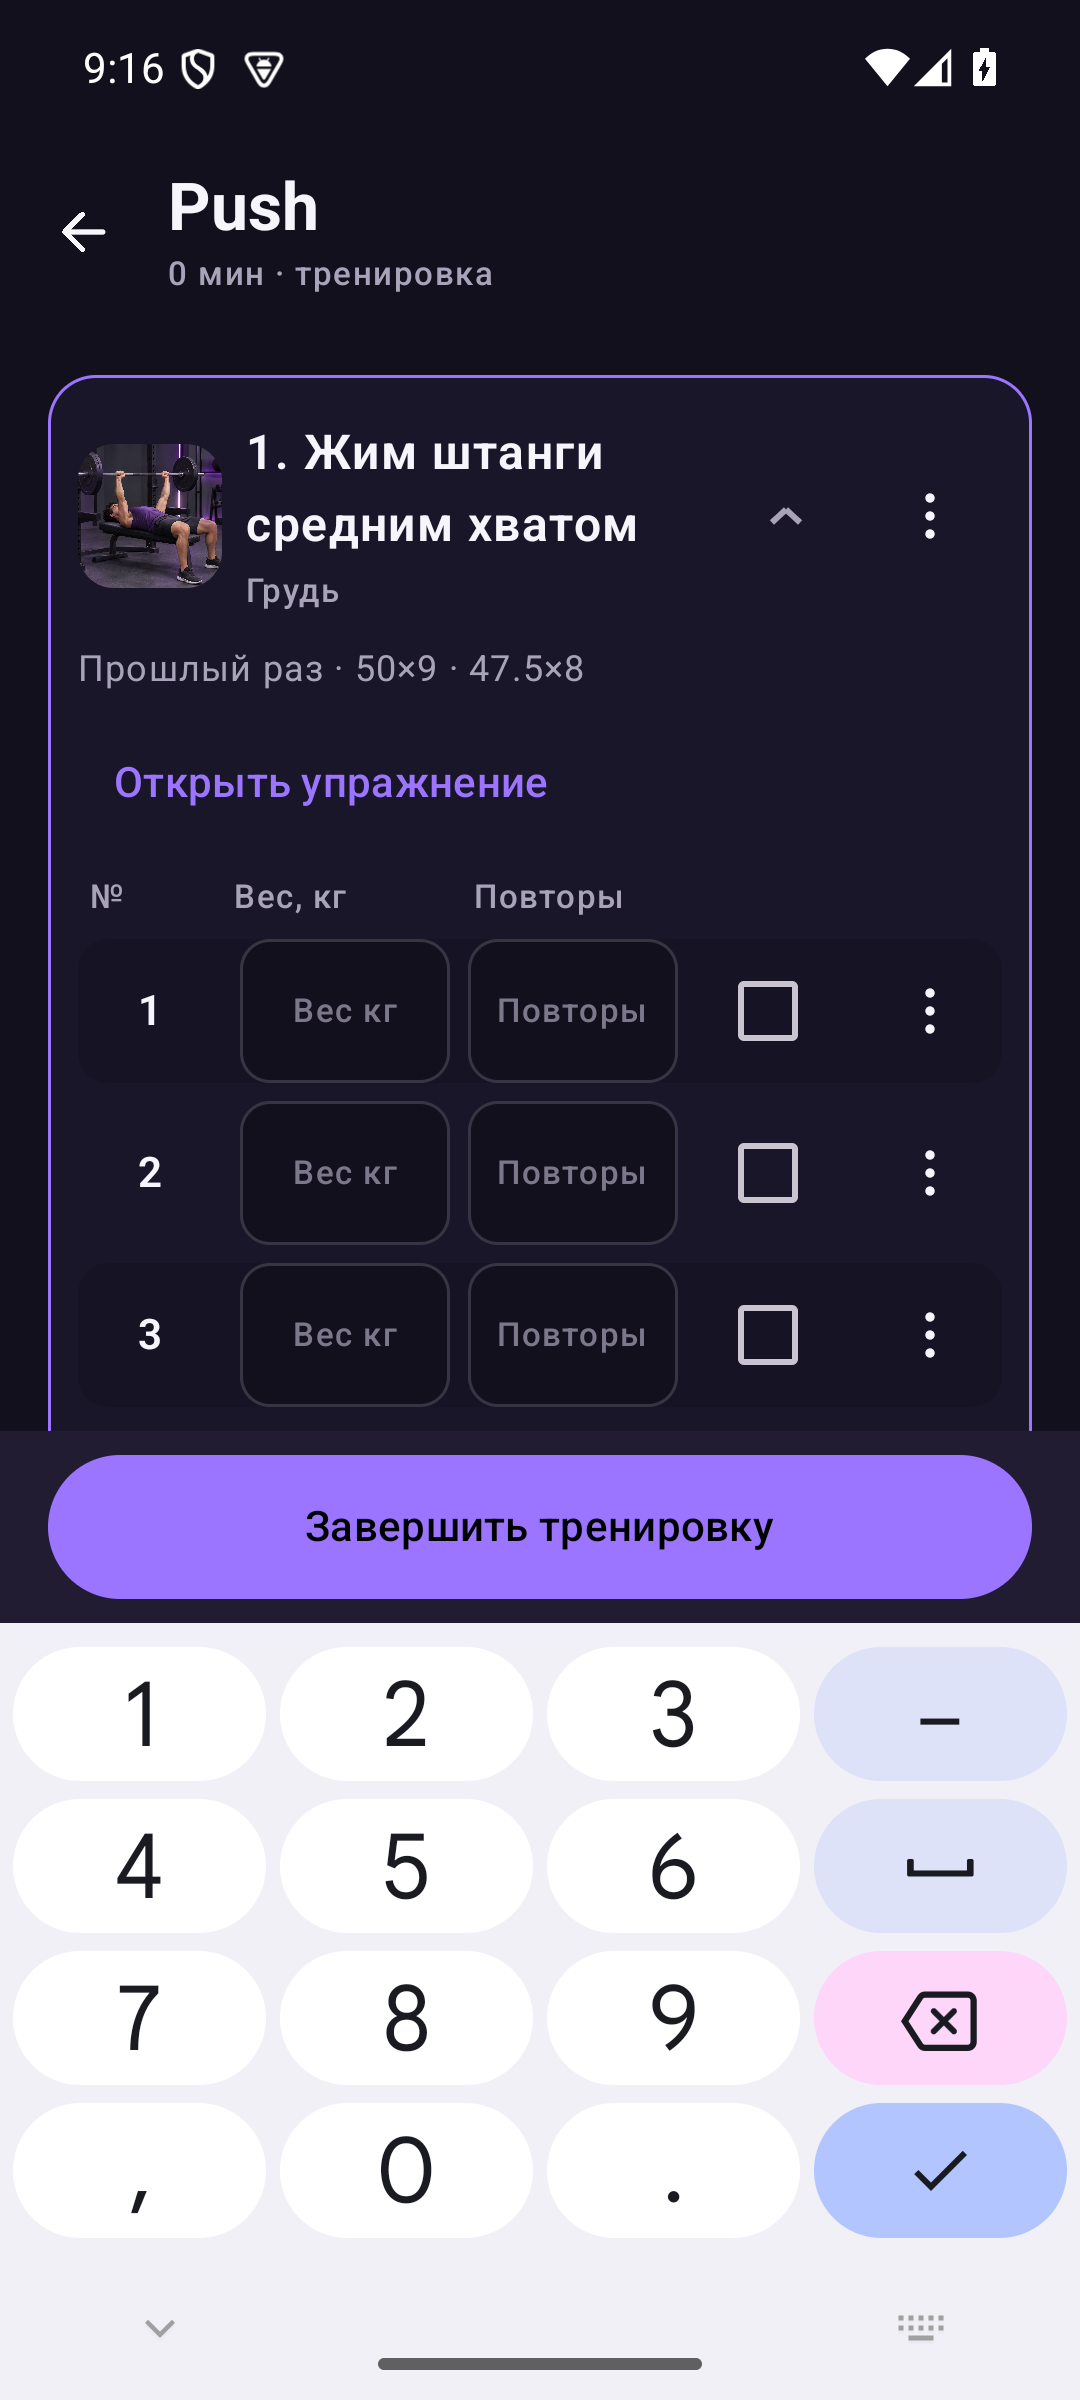 9:16
Push
0 мин · тренировка
1. Жим штанги
средним хватом
Грудь
Прошлый раз · 50×9 · 47.5×8
Открыть упражнение
№ Вес, кг Повторы
1 Вес кг Повторы
2 Вес кг Повторы
3 Вес кг Повторы
Завершить тренировку
1 2 3 –
4 5 6
7 8 9
, 0 .